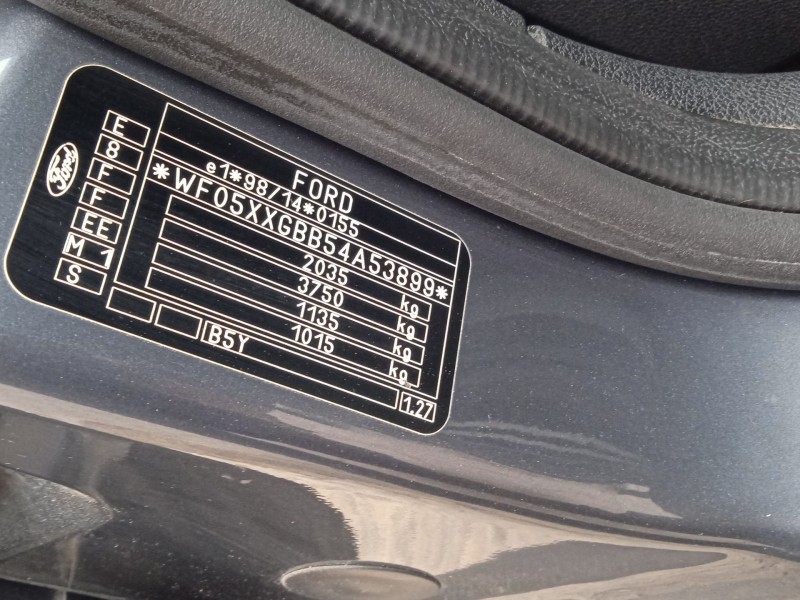 Ford
FORD
e1*98/14*0155
*WF05XXGBB54A53899*
2035 kg
3750 kg
1135 kg
1015 kg
E
8
F
F
EE
M 1
S
B5Y
1.27